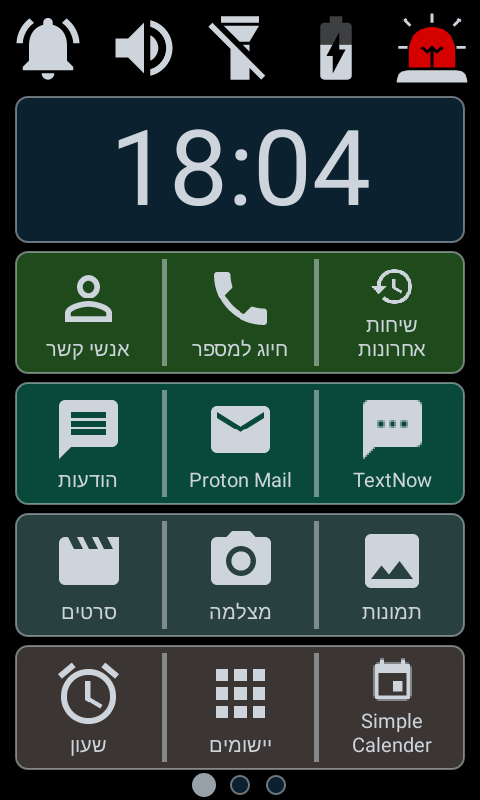 18:04
אנשי קשר
חיוג למספר
שיחות
אחרונות
הודעות
Proton Mail
TextNow
סרטים
מצלמה
תמונות
שעון
יישומים
Simple
Calender